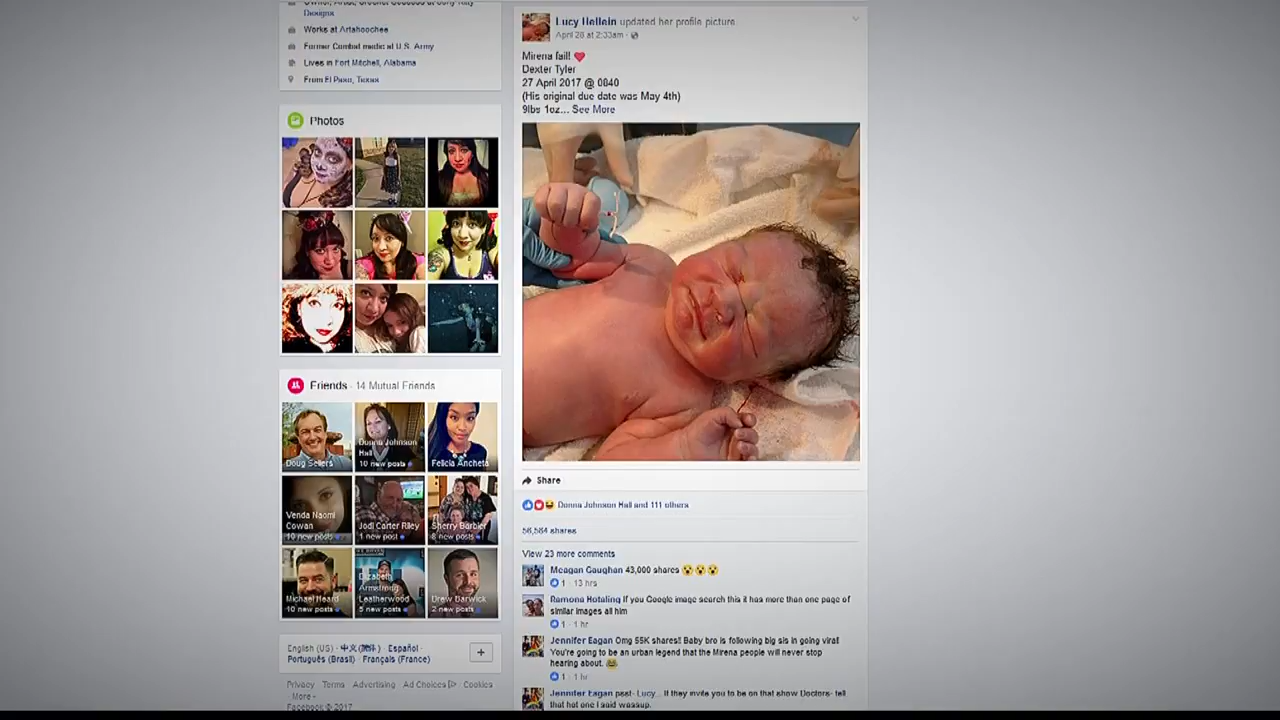 Designs
Works at Artahoochee
Former Combat medic at U.S. Army
Lives in Fort Mitchell, Alabama
From El Paso, Texas
Photos
Friends · 14 Mutual Friends
Doug Sellers
Donna Johnson Hall
10 new posts
Felicia Ancheta
Venda Naomi Cowan
10 new posts
Jodi Carter Riley
1 new post
Sherry Barbier
8 new posts
Michael Heard
10 new posts
Elizabeth Armstrong Leatherwood
5 new posts
Drew Barwick
2 new posts
English (US) · 中文(简体) · Español ·
Português (Brasil) · Français (France)
+
Privacy Terms Advertising Ad Choices Cookies
More
Facebook © 2017
Lucy Hellein updated her profile picture.
April 28 at 2:33am ·
Mirena fail! ❤
Dexter Tyler
27 April 2017 @ 0840
(His original due date was May 4th)
9lbs 1oz... See More
Share
Donna Johnson Hall and 111 others
56,564 shares
View 23 more comments
Meagan Gaughan 43,000 shares 😮😮😮
1 · 13 hrs
Ramona Hotaling If you Google image search this it has more than one page of
similar images all him
1 · 1 hr
Jennifer Eagan Omg 55K shares!! Baby bro is following big sis in going viral!
You're going to be an urban legend that the Mirena people will never stop
hearing about. 😂
1 · 1 hr
Jennifer Eagan psst- Lucy... If they invite you to be on that show Doctors- tell
that hot one I said wassup.